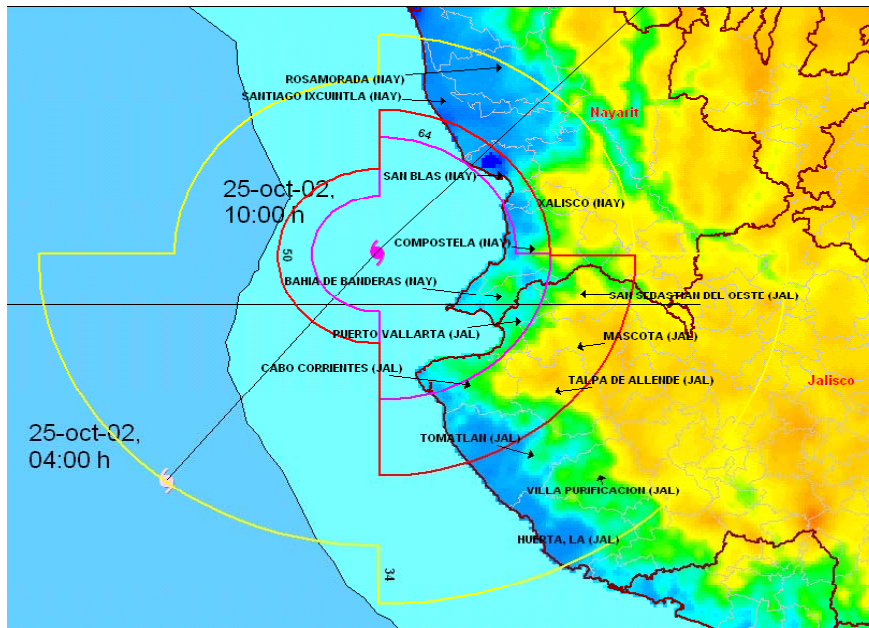 ROSAMORADA (NAY)
SANTIAGO IXCUINTLA (NAY)
Nayarit
64
SAN BLAS (NAY)
25-oct-02,
10:00 h
XALISCO (NAY)
COMPOSTELA (NAY)
50
BAHIA DE BANDERAS (NAY)
SAN SEBASTIAN DEL OESTE (JAL)
PUERTO VALLARTA (JAL)
MASCOTA (JAL)
CABO CORRIENTES (JAL)
TALPA DE ALLENDE (JAL)
Jalisco
25-oct-02,
04:00 h
TOMATLAN (JAL)
VILLA PURIFICACION (JAL)
HUERTA, LA (JAL)
34